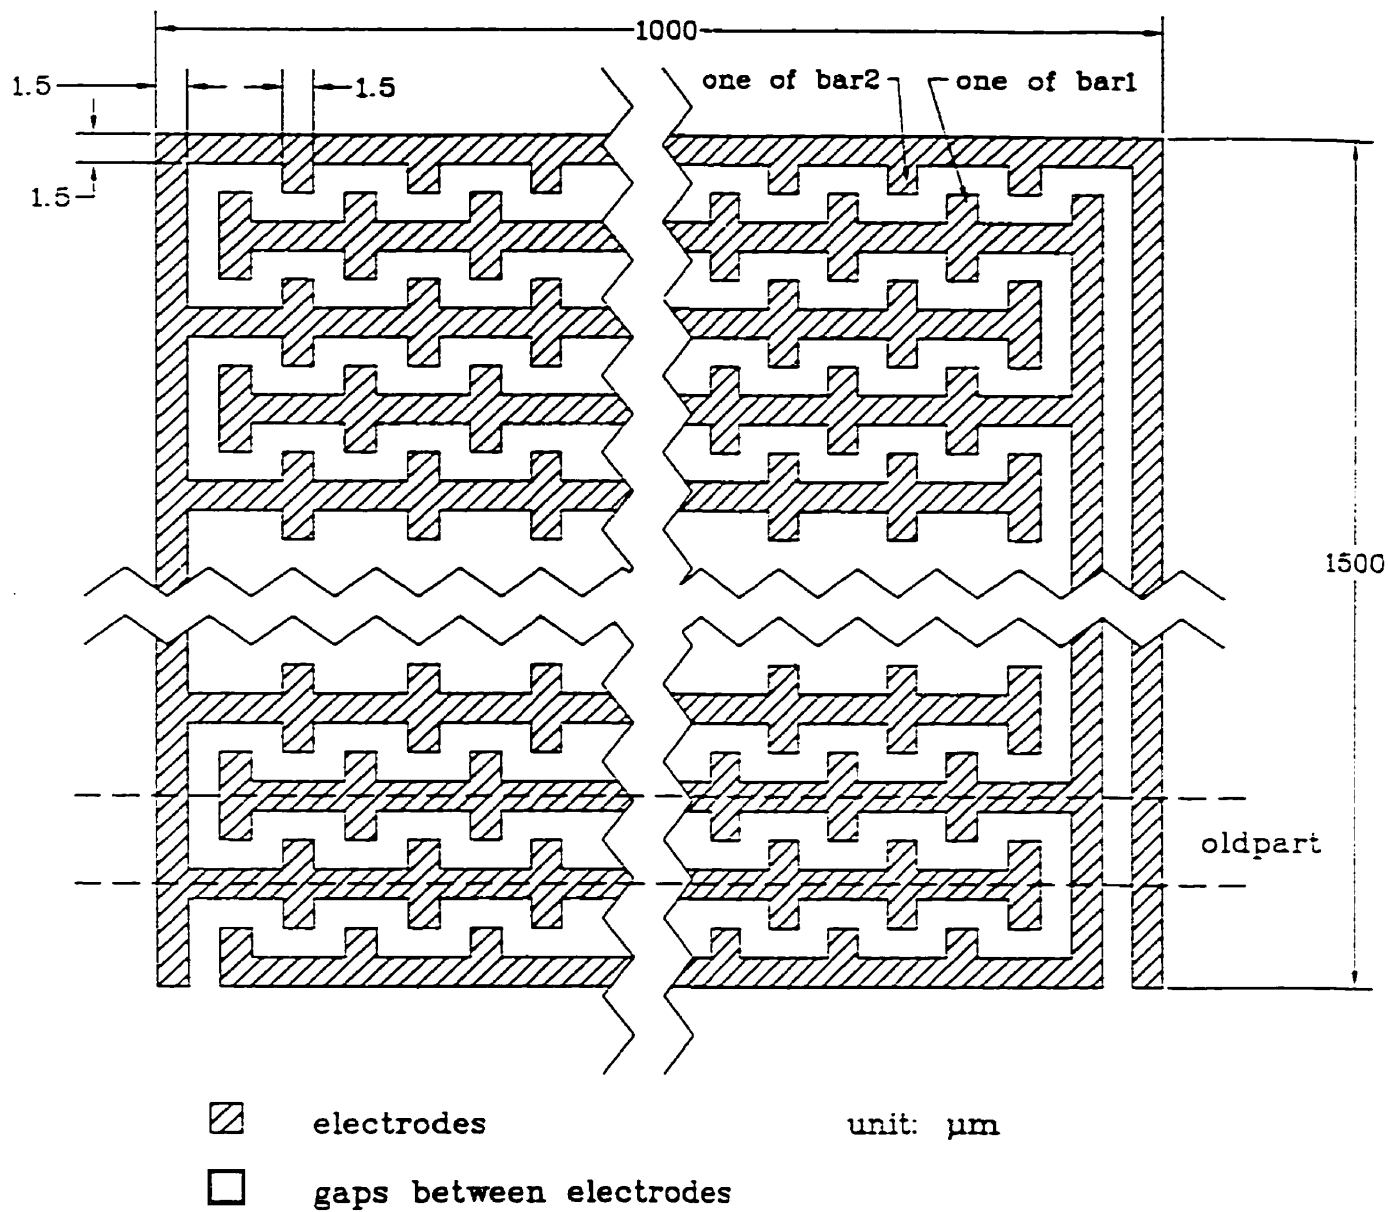 1000
1.5
1.5
one of bar2
one of bar1
1.5
1500
oldpart
electrodes
unit: μm
gaps between electrodes